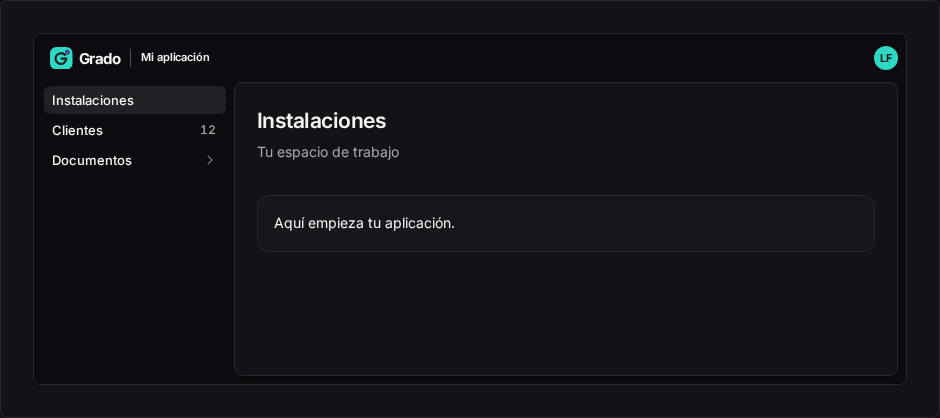 Grado
Mi aplicación
LF
Instalaciones
Clientes 12
Documentos
Instalaciones
Tu espacio de trabajo
Aquí empieza tu aplicación.